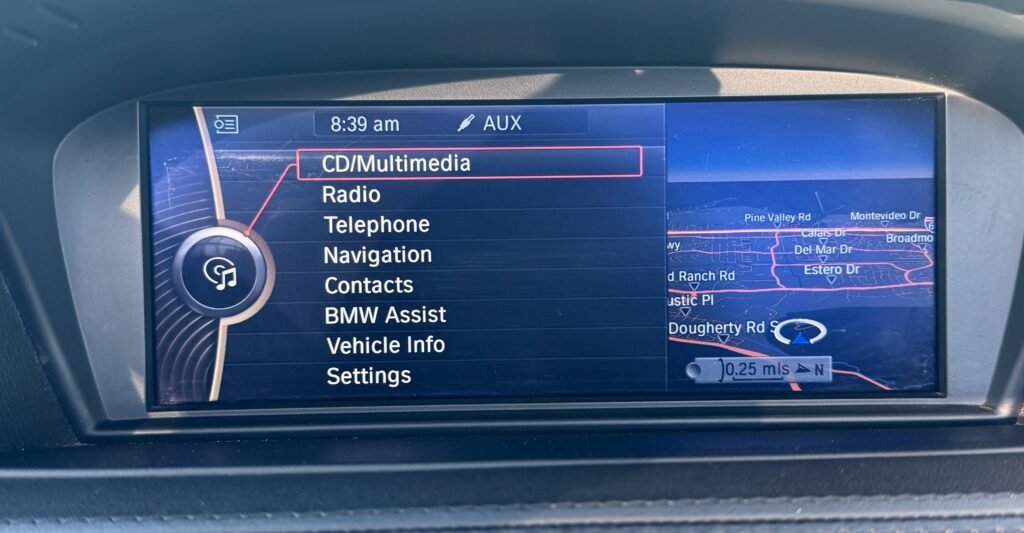 8:39 am AUX
CD/Multimedia
Radio
Telephone
Navigation
Contacts
BMW Assist
Vehicle Info
Settings
Pine Valley Rd
Montevideo Dr
Calais Dr
Broadmo
wy
Del Mar Dr
d Ranch Rd
Estero Dr
ustic Pl
Dougherty Rd S
0.25 mls N